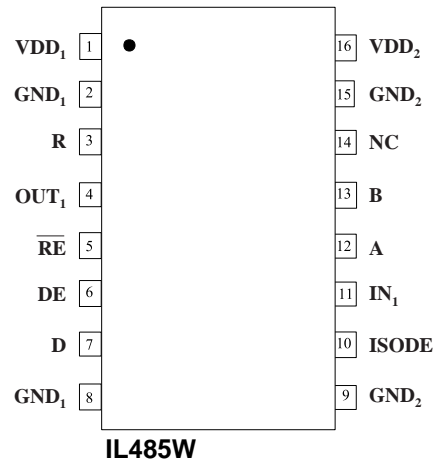 VDD₁ 1 16 VDD₂
GND₁ 2 15 GND₂
R 3 14 NC
OUT₁ 4 13 B
R̅E̅ 5 12 A
DE 6 11 IN₁
D 7 10 ISODE
GND₁ 8 9 GND₂
IL485W